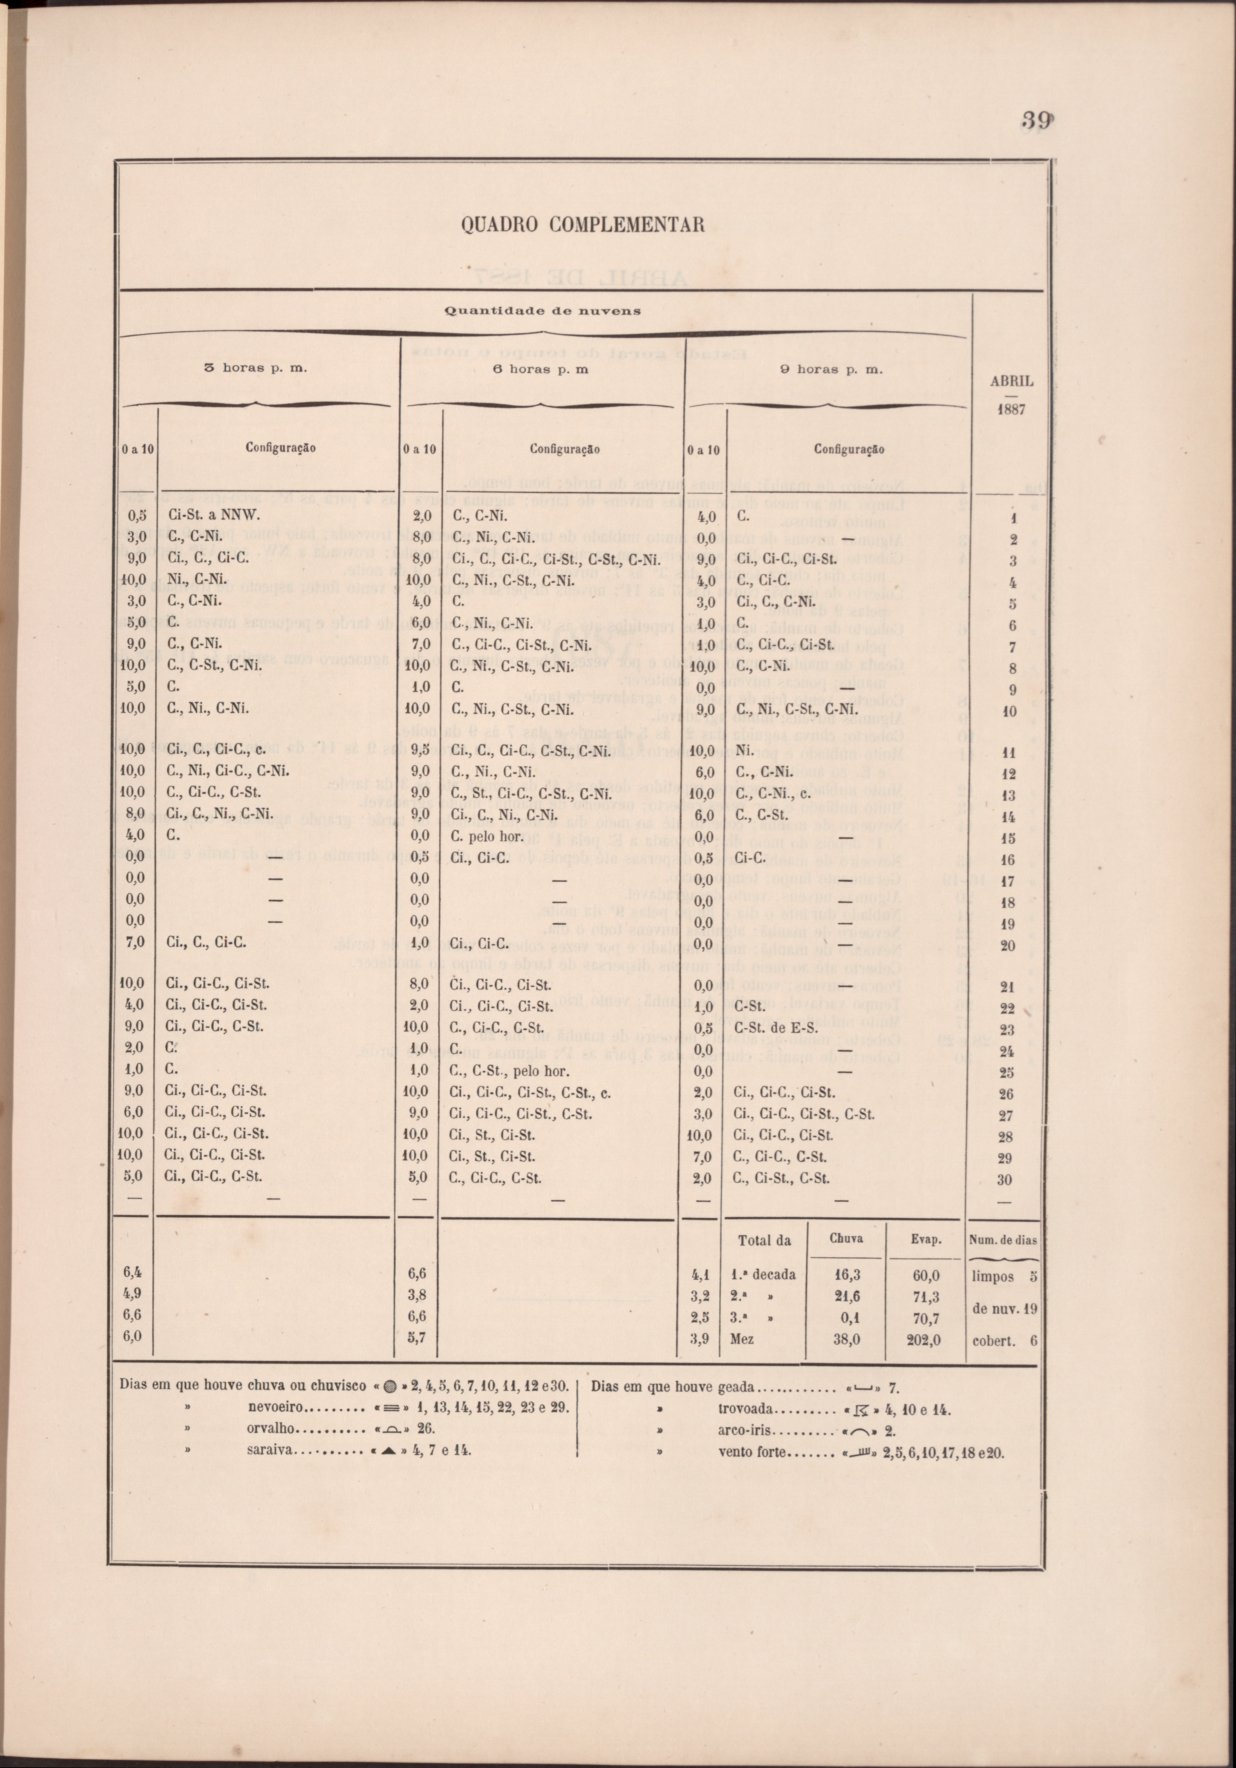 39
QUADRO COMPLEMENTAR
Quantidade de nuvens
3 horas p. m. 6 horas p. m 9 horas p. m. ABRIL
—
1887
0 a 10 Configuração 0 a 10 Configuração 0 a 10 Configuração
0,5 Ci-St. a NNW. 2,0 C., C-Ni. 4,0 C. 1
3,0 C., C-Ni. 8,0 C., Ni., C-Ni. 0,0 — 2
9,0 Ci., C., Ci-C. 8,0 Ci., C., Ci-C., Ci-St., C-St., C-Ni. 9,0 Ci., Ci-C., Ci-St. 3
10,0 Ni., C-Ni. 10,0 C., Ni., C-St., C-Ni. 4,0 C., Ci-C. 4
3,0 C., C-Ni. 4,0 C. 3,0 Ci., C., C-Ni. 5
5,0 C. 6,0 C., Ni., C-Ni. 1,0 C. 6
9,0 C., C-Ni. 7,0 C., Ci-C., Ci-St., C-Ni. 1,0 C., Ci-C., Ci-St. 7
10,0 C., C-St., C-Ni. 10,0 C., Ni., C-St., C-Ni. 10,0 C., C-Ni. 8
5,0 C. 1,0 C. 0,0 — 9
10,0 C., Ni., C-Ni. 10,0 C., Ni., C-St., C-Ni. 9,0 C., Ni., C-St., C-Ni. 10
10,0 Ci., C., Ci-C., c. 9,5 Ci., C., Ci-C., C-St., C-Ni. 10,0 Ni. 11
10,0 C., Ni., Ci-C., C-Ni. 9,0 C., Ni., C-Ni. 6,0 C., C-Ni. 12
10,0 C., Ci-C., C-St. 9,0 C., St., Ci-C., C-St., C-Ni. 10,0 C., C-Ni., c. 13
8,0 Ci., C., Ni., C-Ni. 9,0 Ci., C., Ni., C-Ni. 6,0 C., C-St. 14
4,0 C. 0,0 C. pelo hor. 0,0 — 15
0,0 — 0,5 Ci., Ci-C. 0,5 Ci-C. 16
0,0 — 0,0 — 0,0 — 17
0,0 — 0,0 — 0,0 — 18
0,0 — 0,0 — 0,0 — 19
7,0 Ci., C., Ci-C. 1,0 Ci., Ci-C. 0,0 — 20
10,0 Ci., Ci-C., Ci-St. 8,0 Ci., Ci-C., Ci-St. 0,0 — 21
4,0 Ci., Ci-C., Ci-St. 2,0 Ci., Ci-C., Ci-St. 1,0 C-St. 22
9,0 Ci., Ci-C., C-St. 10,0 C., Ci-C., C-St. 0,5 C-St. de E-S. 23
2,0 C. 1,0 C. 0,0 — 24
1,0 C. 1,0 C., C-St., pelo hor. 0,0 — 25
9,0 Ci., Ci-C., Ci-St. 10,0 Ci., Ci-C., Ci-St., C-St., c. 2,0 Ci., Ci-C., Ci-St. 26
6,0 Ci., Ci-C., Ci-St. 9,0 Ci., Ci-C., Ci-St., C-St. 3,0 Ci., Ci-C., Ci-St., C-St. 27
10,0 Ci., Ci-C., Ci-St. 10,0 Ci., St., Ci-St. 10,0 Ci., Ci-C., Ci-St. 28
10,0 Ci., Ci-C., Ci-St. 10,0 Ci., St., Ci-St. 7,0 C., Ci-C., C-St. 29
5,0 Ci., Ci-C., C-St. 5,0 C., Ci-C., C-St. 2,0 C., Ci-St., C-St. 30
— — — — — — —
Total da Chuva Evap. Num. de dias
6,4 6,6 4,1 1.ª decada 16,3 60,0 limpos 5
4,9 3,8 3,2 2.ª » 21,6 71,3
6,6 6,6 2,5 3.ª » 0,1 70,7 de nuv. 19
6,0 5,7 3,9 Mez 38,0 202,0 cobert. 6
Dias em que houve chuva ou chuvisco « » 2, 4, 5, 6, 7, 10, 11, 12 e 30. Dias em que houve geada............ « » 7.
» nevoeiro......... « » 1, 13, 14, 15, 22, 23 e 29. » trovoada......... « » 4, 10 e 14.
» orvalho.......... « » 26. » arco-iris......... « » 2.
» saraiva.......... « » 4, 7 e 14. » vento forte....... « » 2, 5, 6, 10, 17, 18 e 20.